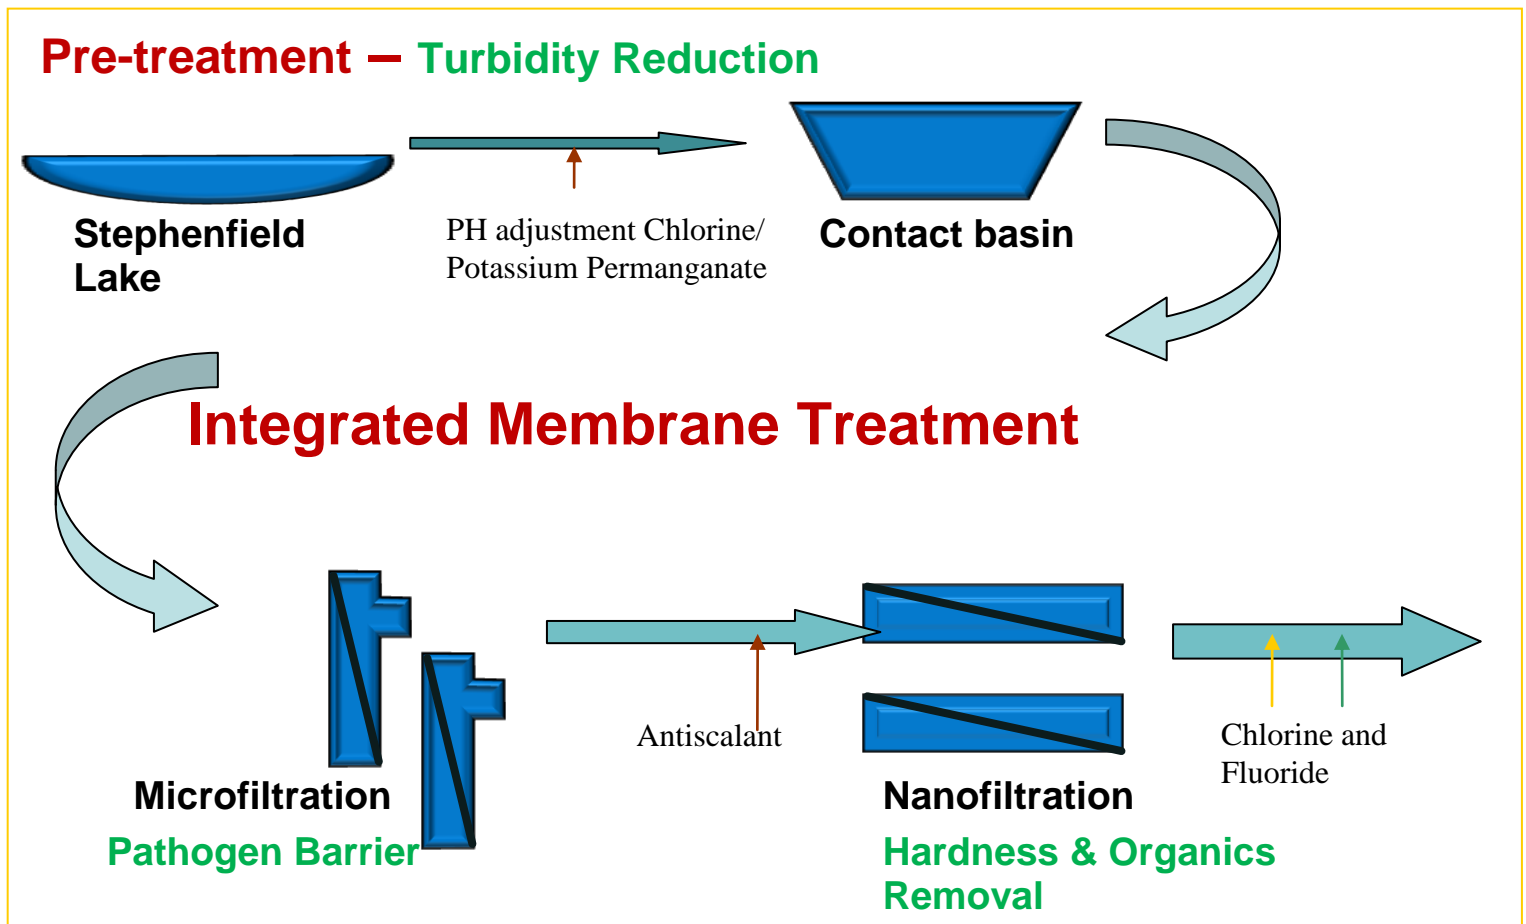 Pre-treatment – Turbidity Reduction
Stephenfield
Lake
PH adjustment Chlorine/
Potassium Permanganate
Contact basin
Integrated Membrane Treatment
Microfiltration
Pathogen Barrier
Antiscalant
Nanofiltration
Hardness & Organics
Removal
Chlorine and
Fluoride